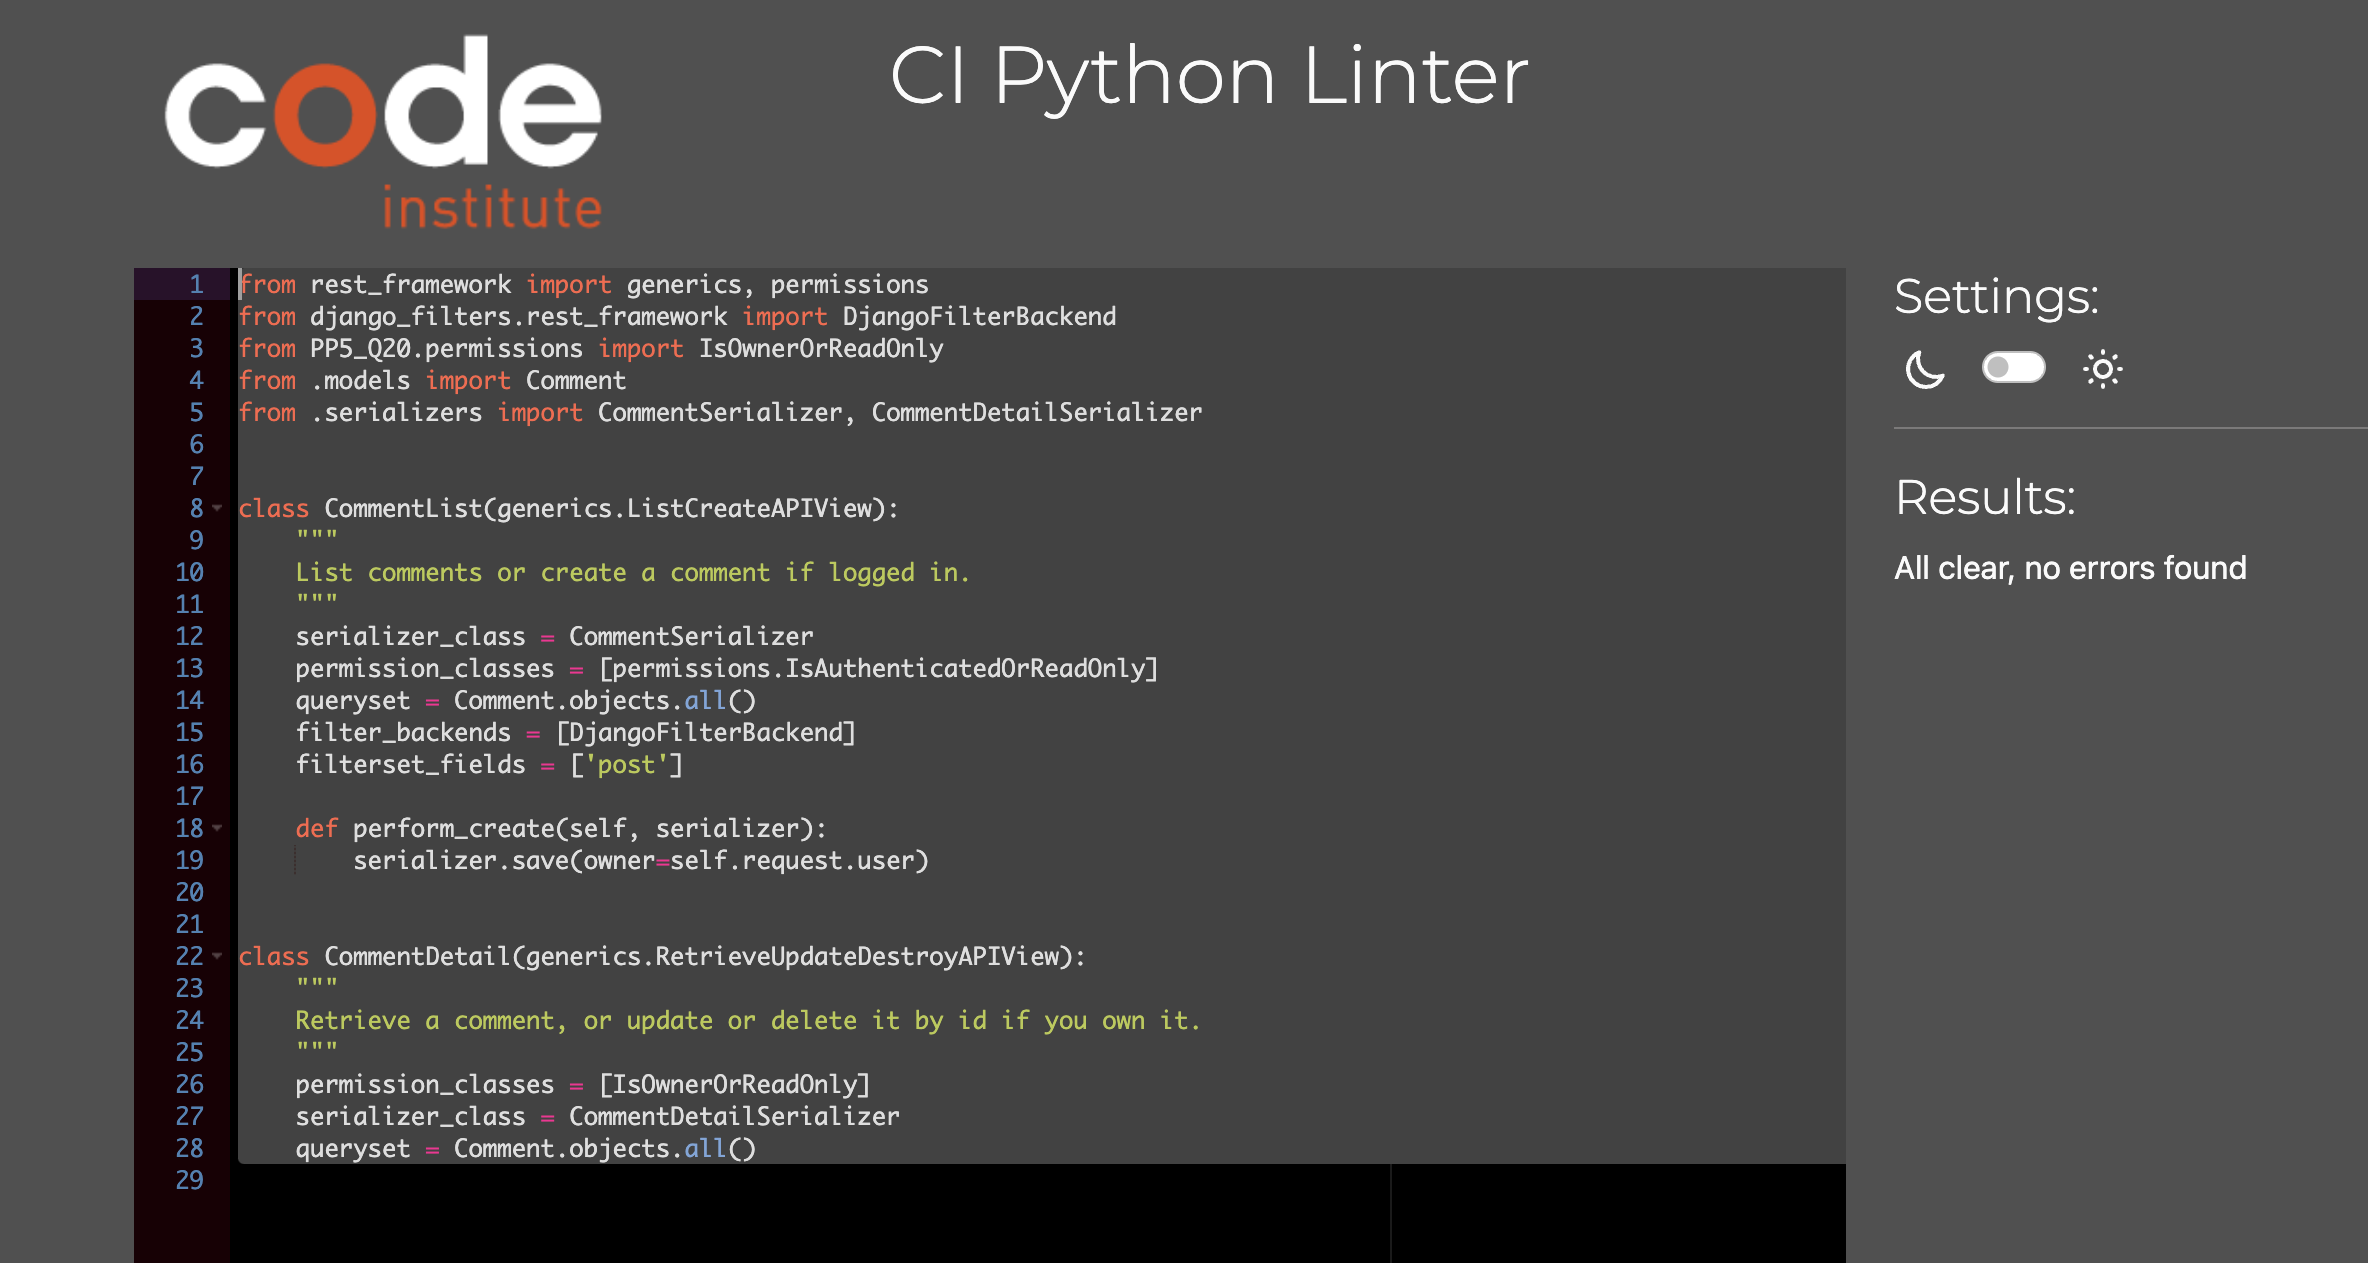 code
institute
CI Python Linter
1 from rest_framework import generics, permissions
2 from django_filters.rest_framework import DjangoFilterBackend
3 from PP5_Q20.permissions import IsOwnerOrReadOnly
4 from .models import Comment
5 from .serializers import CommentSerializer, CommentDetailSerializer
6
7
8 class CommentList(generics.ListCreateAPIView):
9     """
10     List comments or create a comment if logged in.
11     """
12     serializer_class = CommentSerializer
13     permission_classes = [permissions.IsAuthenticatedOrReadOnly]
14     queryset = Comment.objects.all()
15     filter_backends = [DjangoFilterBackend]
16     filterset_fields = ['post']
17
18     def perform_create(self, serializer):
19         serializer.save(owner=self.request.user)
20
21
22 class CommentDetail(generics.RetrieveUpdateDestroyAPIView):
23     """
24     Retrieve a comment, or update or delete it by id if you own it.
25     """
26     permission_classes = [IsOwnerOrReadOnly]
27     serializer_class = CommentDetailSerializer
28     queryset = Comment.objects.all()
29
Settings:
Results:
All clear, no errors found